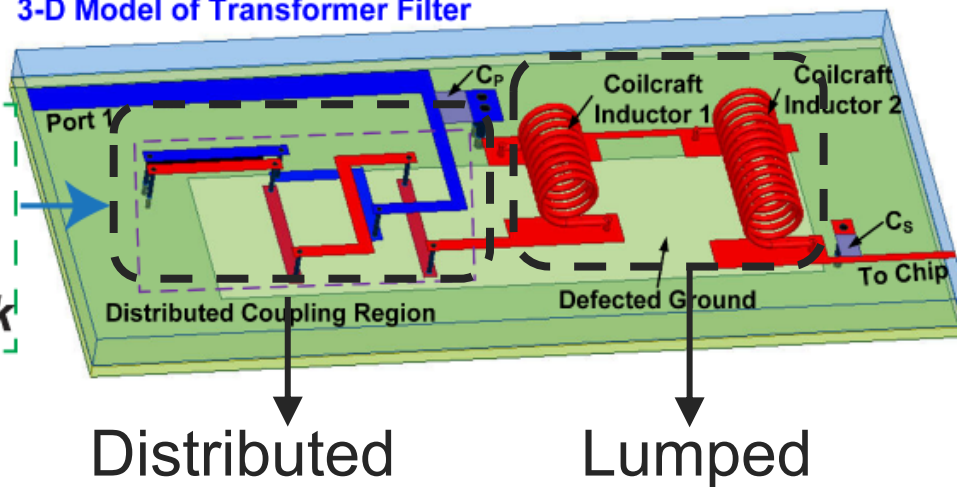 3-D Model of Transformer Filter
Port 1
CP
Coilcraft
Inductor 1
Coilcraft
Inductor 2
CS
To Chip
Defected Ground
Distributed Coupling Region
k
Distributed
Lumped